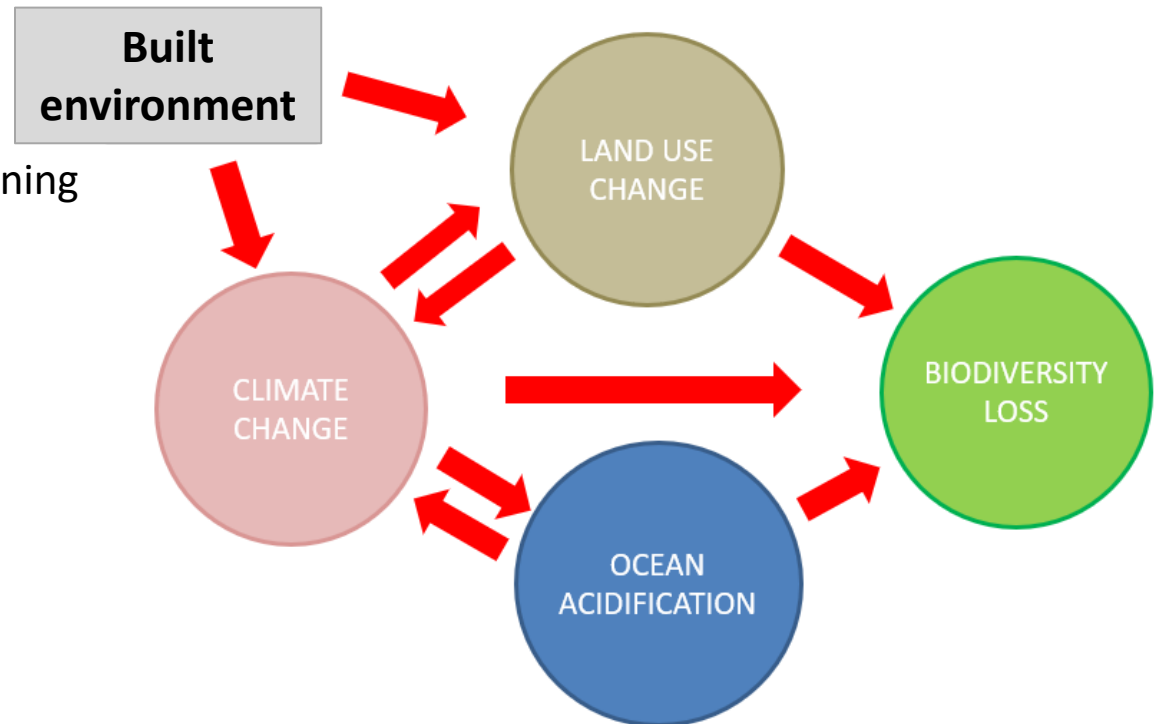 Built
environment
ning
LAND USE
CHANGE
CLIMATE
CHANGE
BIODIVERSITY
LOSS
OCEAN
ACIDIFICATION